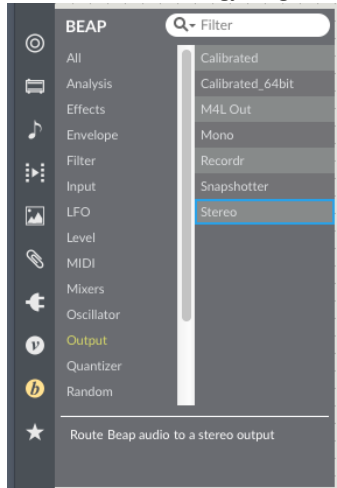 BEAP
Filter
All
Analysis
Effects
Envelope
Filter
Input
LFO
Level
MIDI
Mixers
Oscillator
Output
Quantizer
Random
Calibrated
Calibrated_64bit
M4L Out
Mono
Recordr
Snapshotter
Stereo
v
b
Route Beap audio to a stereo output